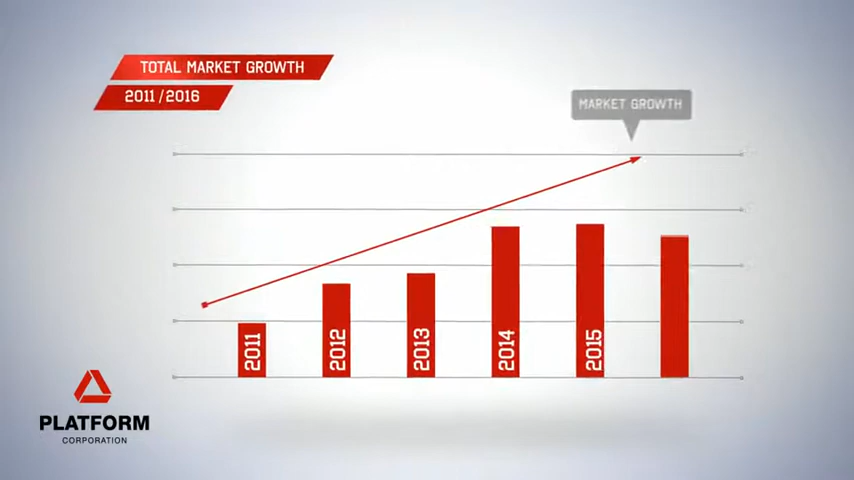 TOTAL MARKET GROWTH
2011/2016
MARKET GROWTH
2011
2012
2013
2014
2015
PLATFORM
CORPORATION